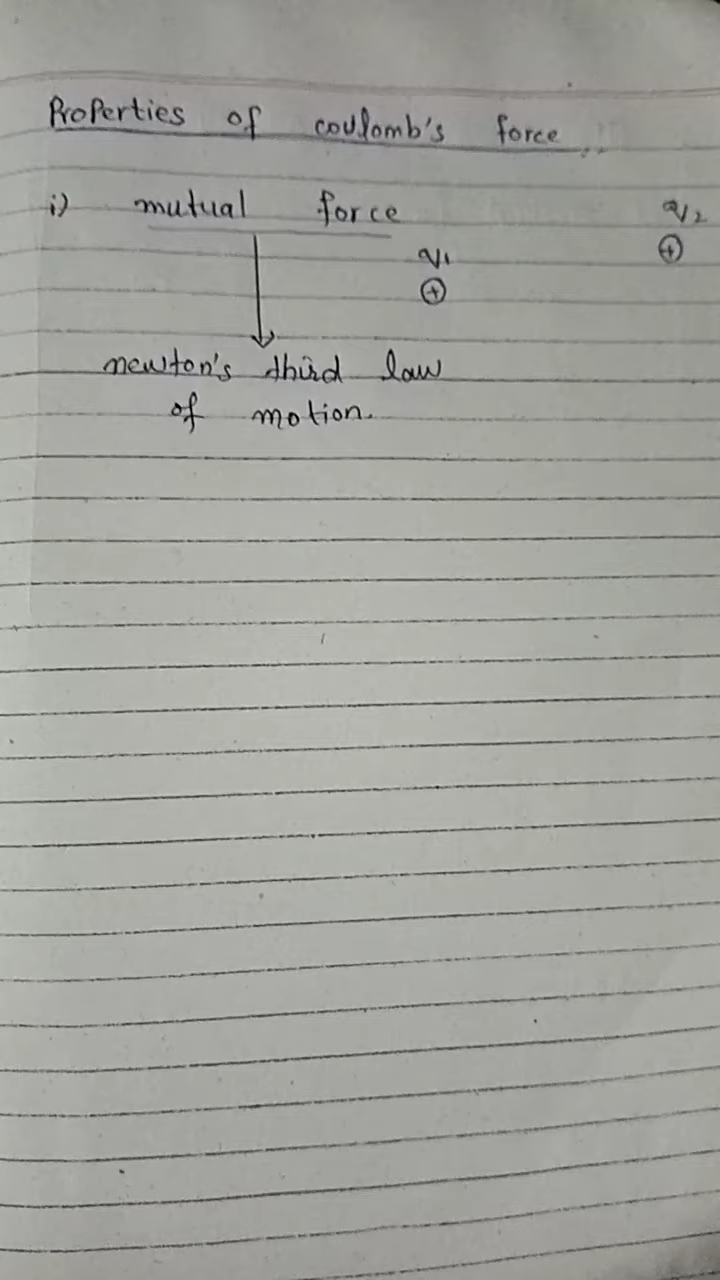 Properties of coulomb's force
i) mutual force
q1
q2
+
+
newton's third law
of motion.